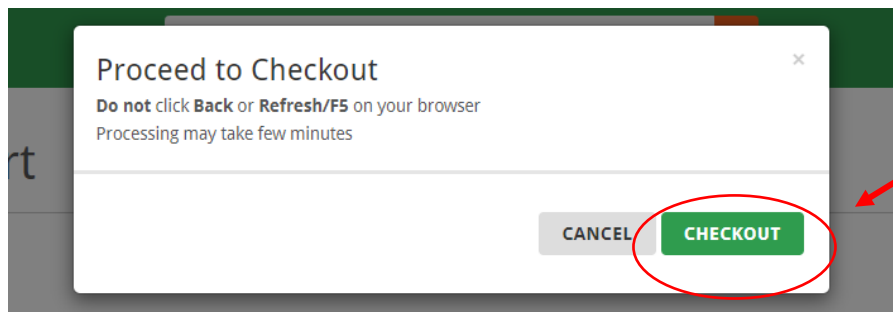 Proceed to Checkout
×
Do not click Back or Refresh/F5 on your browser
Processing may take few minutes
rt
CANCEL
CHECKOUT